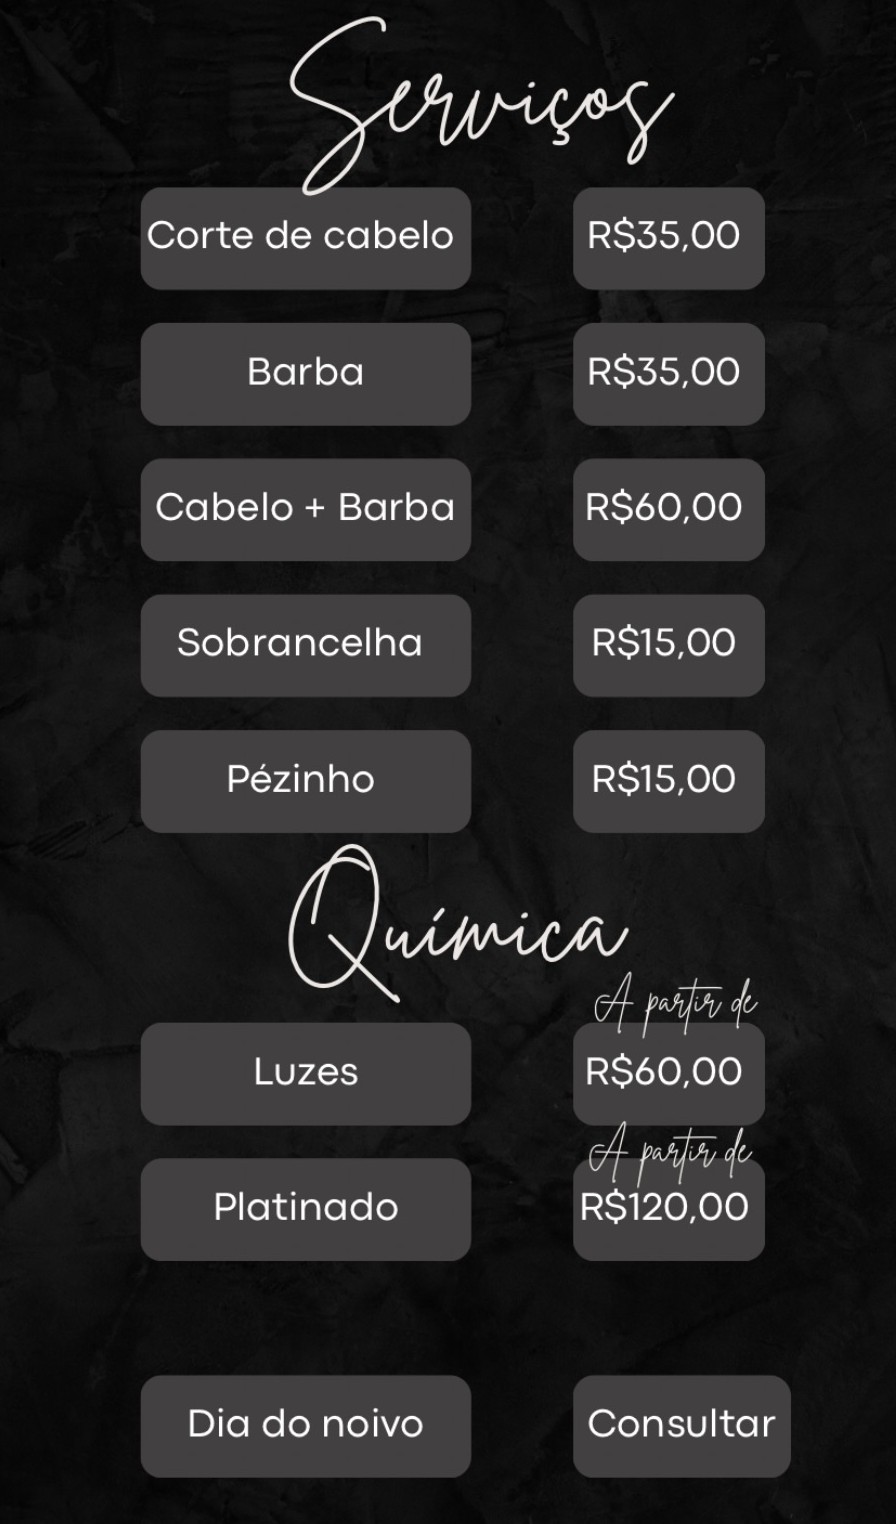 Serviços
Corte de cabelo R$35,00
Barba R$35,00
Cabelo + Barba R$60,00
Sobrancelha R$15,00
Pézinho R$15,00
Química
A partir de
Luzes R$60,00
A partir de
Platinado R$120,00
Dia do noivo Consultar